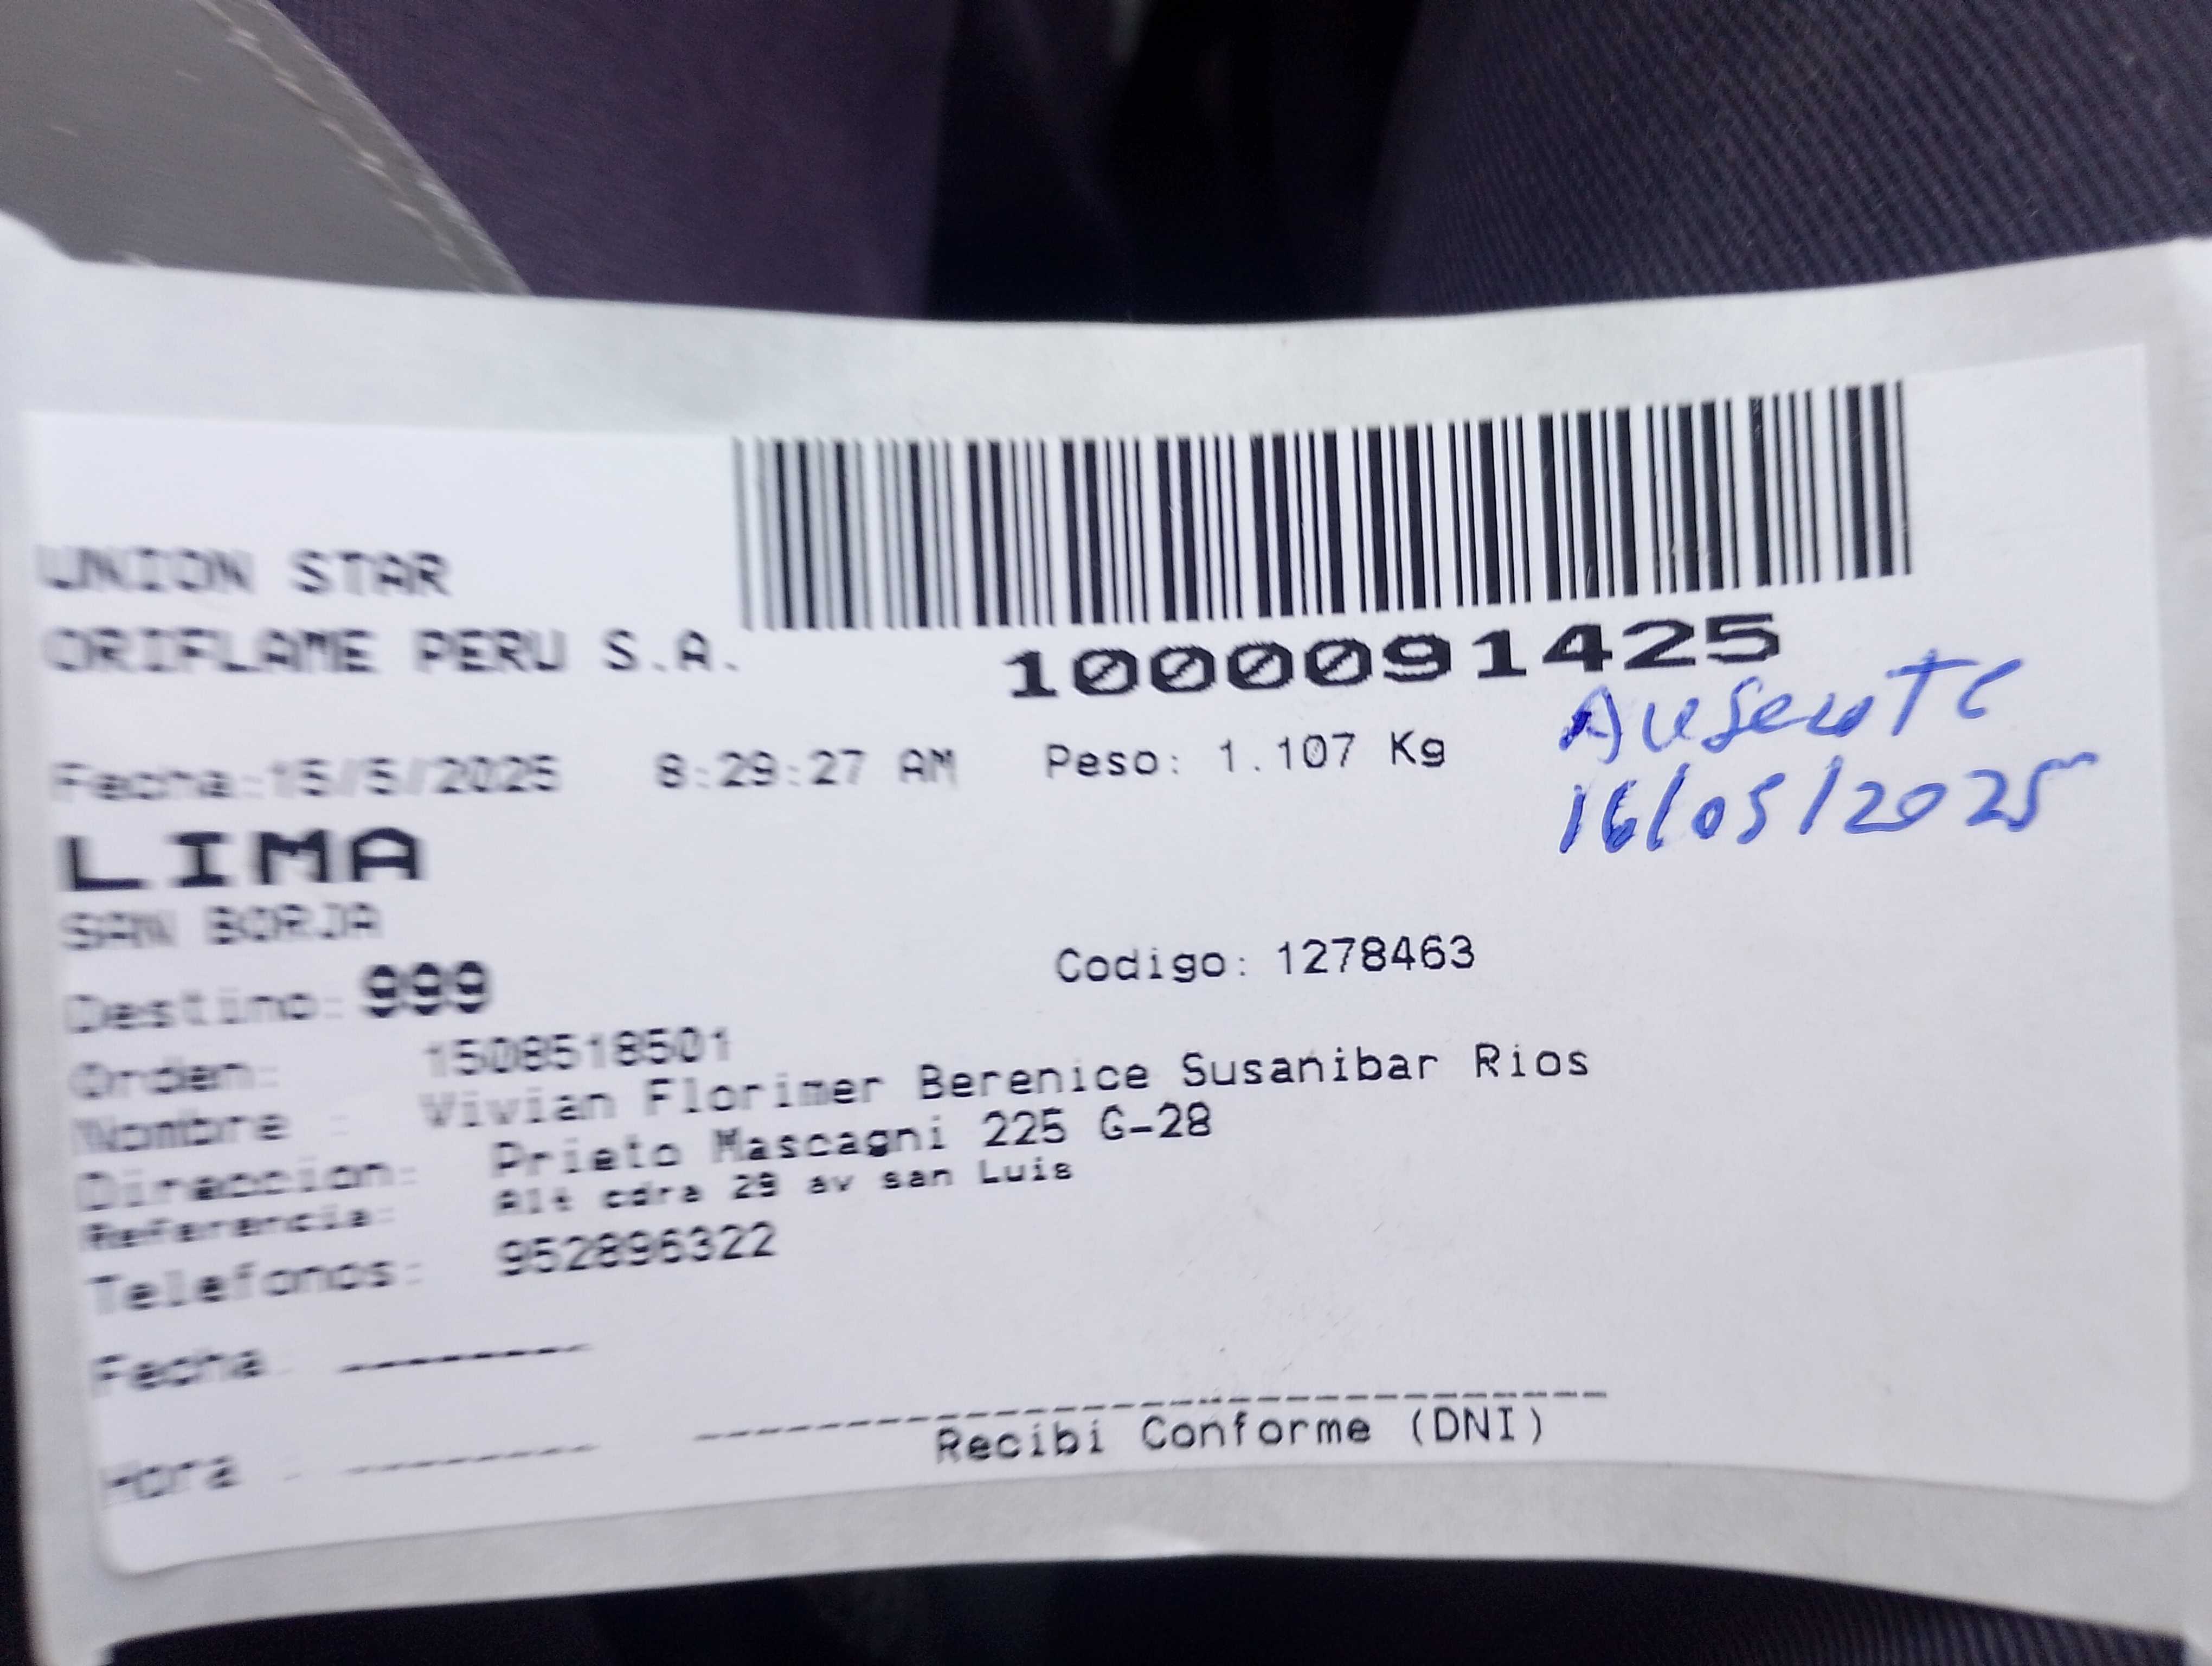 UNION STAR
ORIFLAME PERU S.A.
1000091425
Ausente
16/05/2025
Fecha:15/5/2025 8:29:27 AM Peso: 1.107 Kg
LIMA
SAN BORJA
Destino: 999
Codigo: 1278463
Orden: 1508518501
Nombre : Vivian Florimer Berenice Susanibar Rios
Direccion: Prieto Mascagni 225 G-28
Referencia: Alt cdra 29 av san Luis
Telefonos: 952896322
Fecha: --------
Hora : --------
Recibi Conforme (DNI)